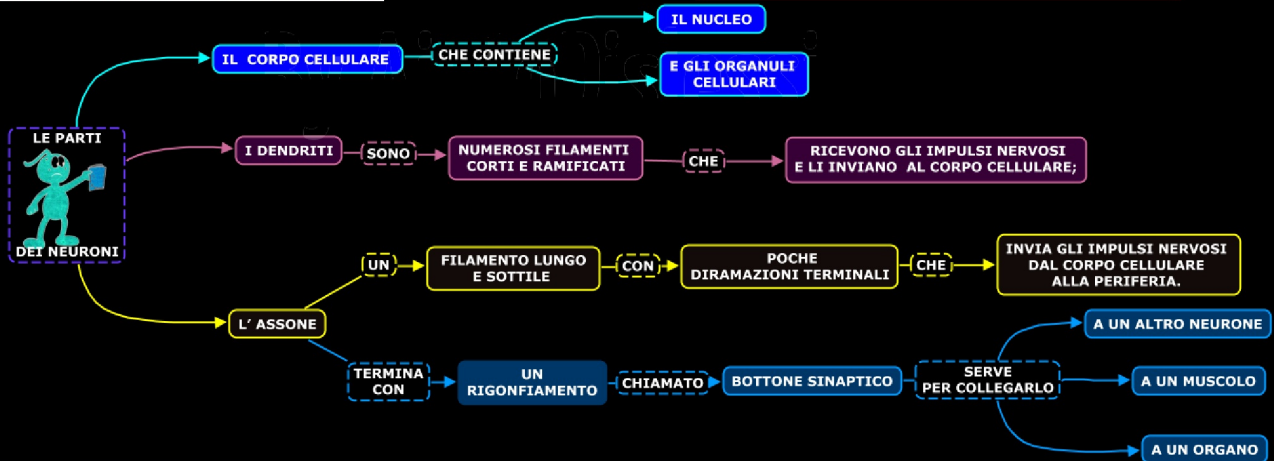 LE PARTI
DEI NEURONI
IL CORPO CELLULARE
CHE CONTIENE
IL NUCLEO
E GLI ORGANULI
CELLULARI
I DENDRITI
SONO
NUMEROSI FILAMENTI
CORTI E RAMIFICATI
CHE
RICEVONO GLI IMPULSI NERVOSI
E LI INVIANO AL CORPO CELLULARE;
L' ASSONE
UN
FILAMENTO LUNGO
E SOTTILE
CON
POCHE
DIRAMAZIONI TERMINALI
CHE
INVIA GLI IMPULSI NERVOSI
DAL CORPO CELLULARE
ALLA PERIFERIA.
TERMINA
CON
UN
RIGONFIAMENTO
CHIAMATO
BOTTONE SINAPTICO
SERVE
PER COLLEGARLO
A UN ALTRO NEURONE
A UN MUSCOLO
A UN ORGANO